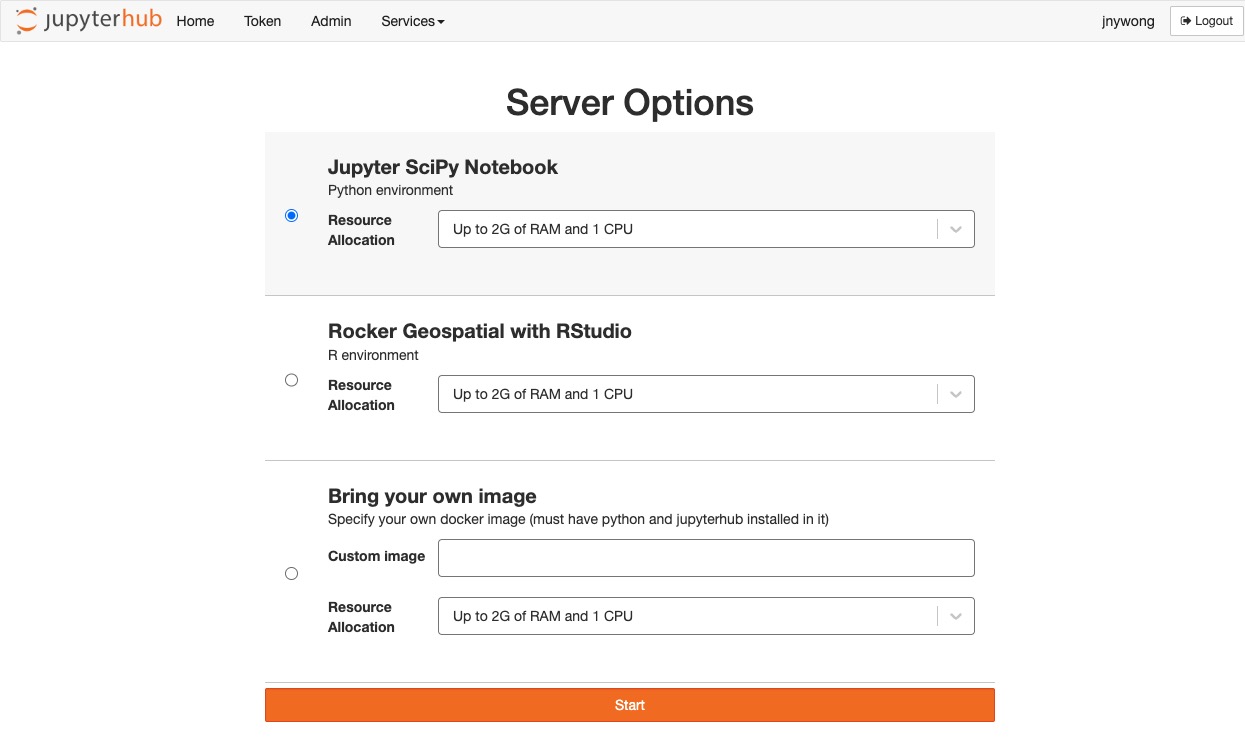 jupyterhub Home Token Admin Services jnywong Logout
Server Options
Jupyter SciPy Notebook
Python environment
Resource Allocation
Up to 2G of RAM and 1 CPU
Rocker Geospatial with RStudio
R environment
Resource Allocation
Up to 2G of RAM and 1 CPU
Bring your own image
Specify your own docker image (must have python and jupyterhub installed in it)
Custom image
Resource Allocation
Up to 2G of RAM and 1 CPU
Start